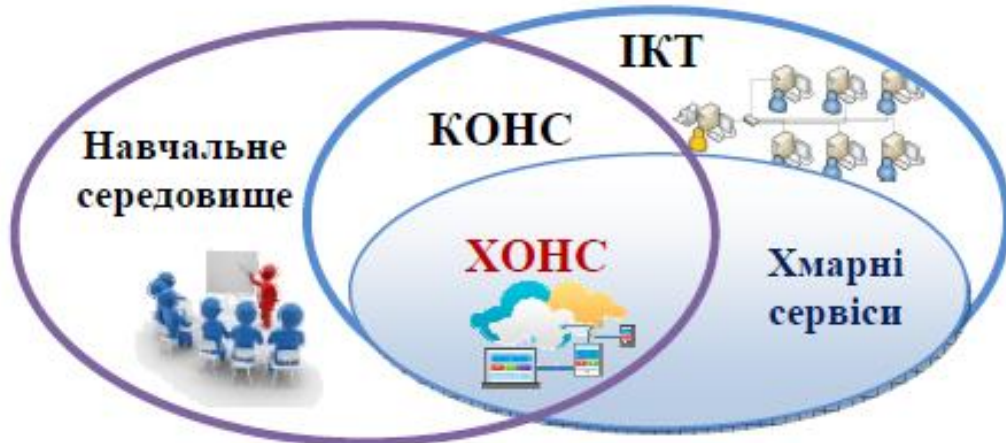 ІКТ
КОНС
Навчальне
середовище
ХОНС
Хмарні
сервіси